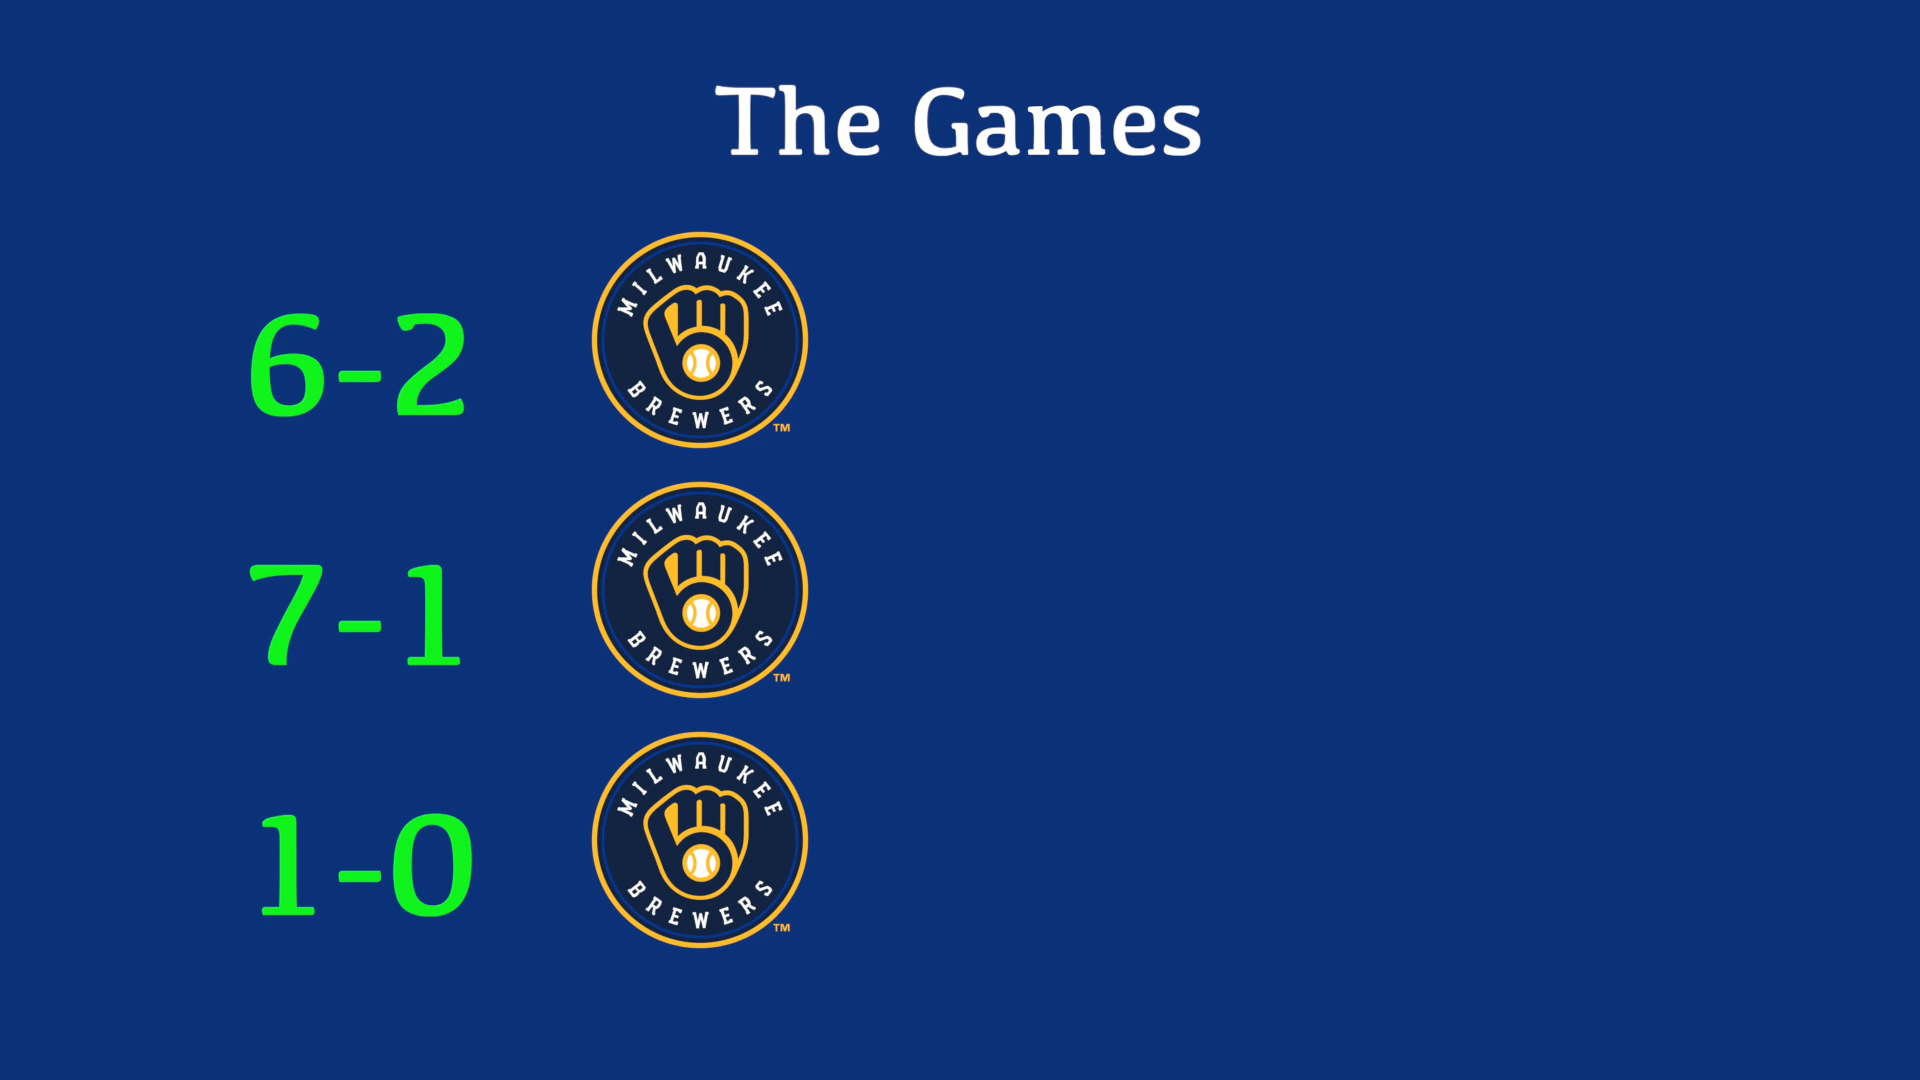 The Games
6-2
MILWAUKEE
BREWERS
TM
7-1
MILWAUKEE
BREWERS
TM
1-0
MILWAUKEE
BREWERS
TM